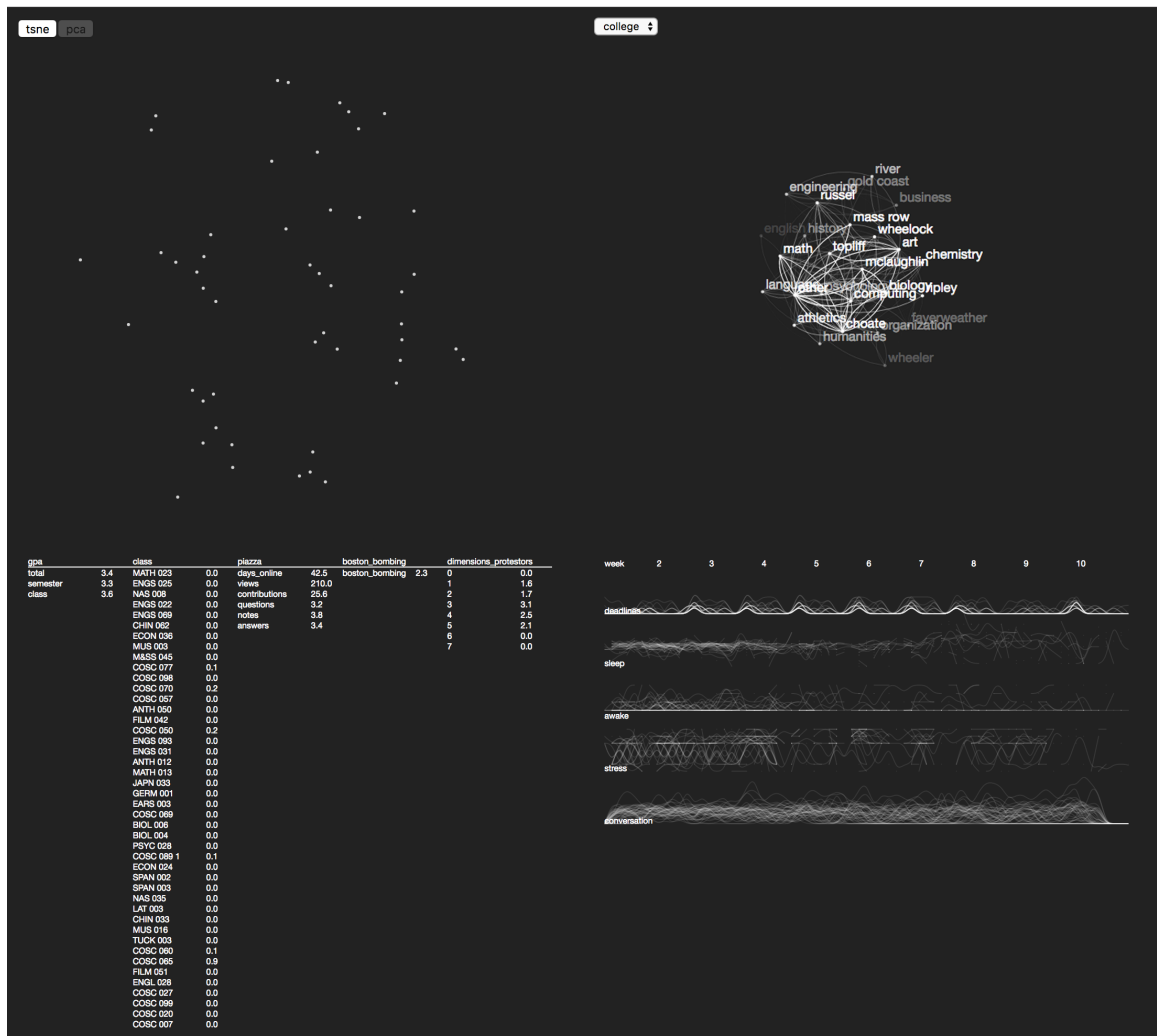 tsne pca
college
river
gold coast
engineering
russel
business
mass row
english history
wheelock
art
math
topliff
chemistry
mclaughlin
language
other
psychology
biology
ripley
computing
athletics
choate
faverweather
organization
humanities
wheeler
gpa class piazza boston_bombing dimensions_protestors
total 3.4 MATH 023 0.0 days_online 42.5 boston_bombing 2.3 0 0.0
semester 3.3 ENGS 025 0.0 views 210.0 1 1.6
class 3.6 NAS 008 0.0 contributions 25.6 2 1.7
ENGS 022 0.0 questions 3.2 3 3.1
ENGS 069 0.0 notes 3.8 4 2.5
CHIN 062 0.0 answers 3.4 5 2.1
ECON 036 0.0 6 0.0
MUS 003 0.0 7 0.0
M&SS 045 0.0
COSC 077 0.1
COSC 098 0.0
COSC 070 0.2
COSC 057 0.0
ANTH 050 0.0
FILM 042 0.0
COSC 050 0.2
ENGS 093 0.0
ENGS 031 0.0
ANTH 012 0.0
MATH 013 0.0
JAPN 033 0.0
GERM 001 0.0
EARS 003 0.0
COSC 069 0.0
BIOL 006 0.0
BIOL 004 0.0
PSYC 028 0.0
COSC 089 1 0.1
ECON 024 0.0
SPAN 002 0.0
SPAN 003 0.0
NAS 035 0.0
LAT 003 0.0
CHIN 033 0.0
MUS 016 0.0
TUCK 003 0.0
COSC 060 0.1
COSC 065 0.9
FILM 051 0.0
ENGL 028 0.0
COSC 027 0.0
COSC 099 0.0
COSC 020 0.0
COSC 007 0.0
week 2 3 4 5 6 7 8 9 10
deadlines
sleep
awake
stress
conversation